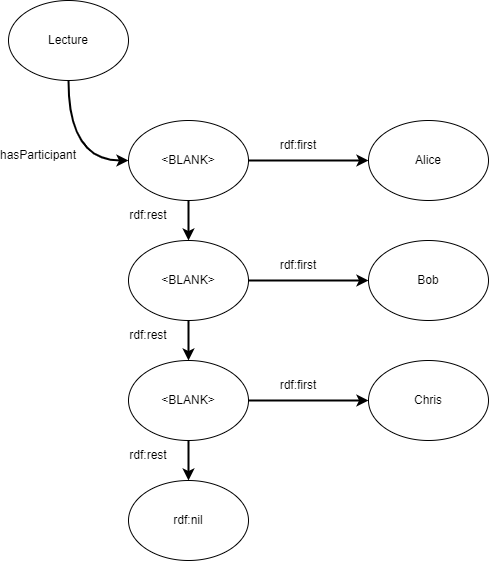 Lecture
hasParticipant
<BLANK>
rdf:first
Alice
rdf:rest
<BLANK>
rdf:first
Bob
rdf:rest
<BLANK>
rdf:first
Chris
rdf:rest
rdf:nil